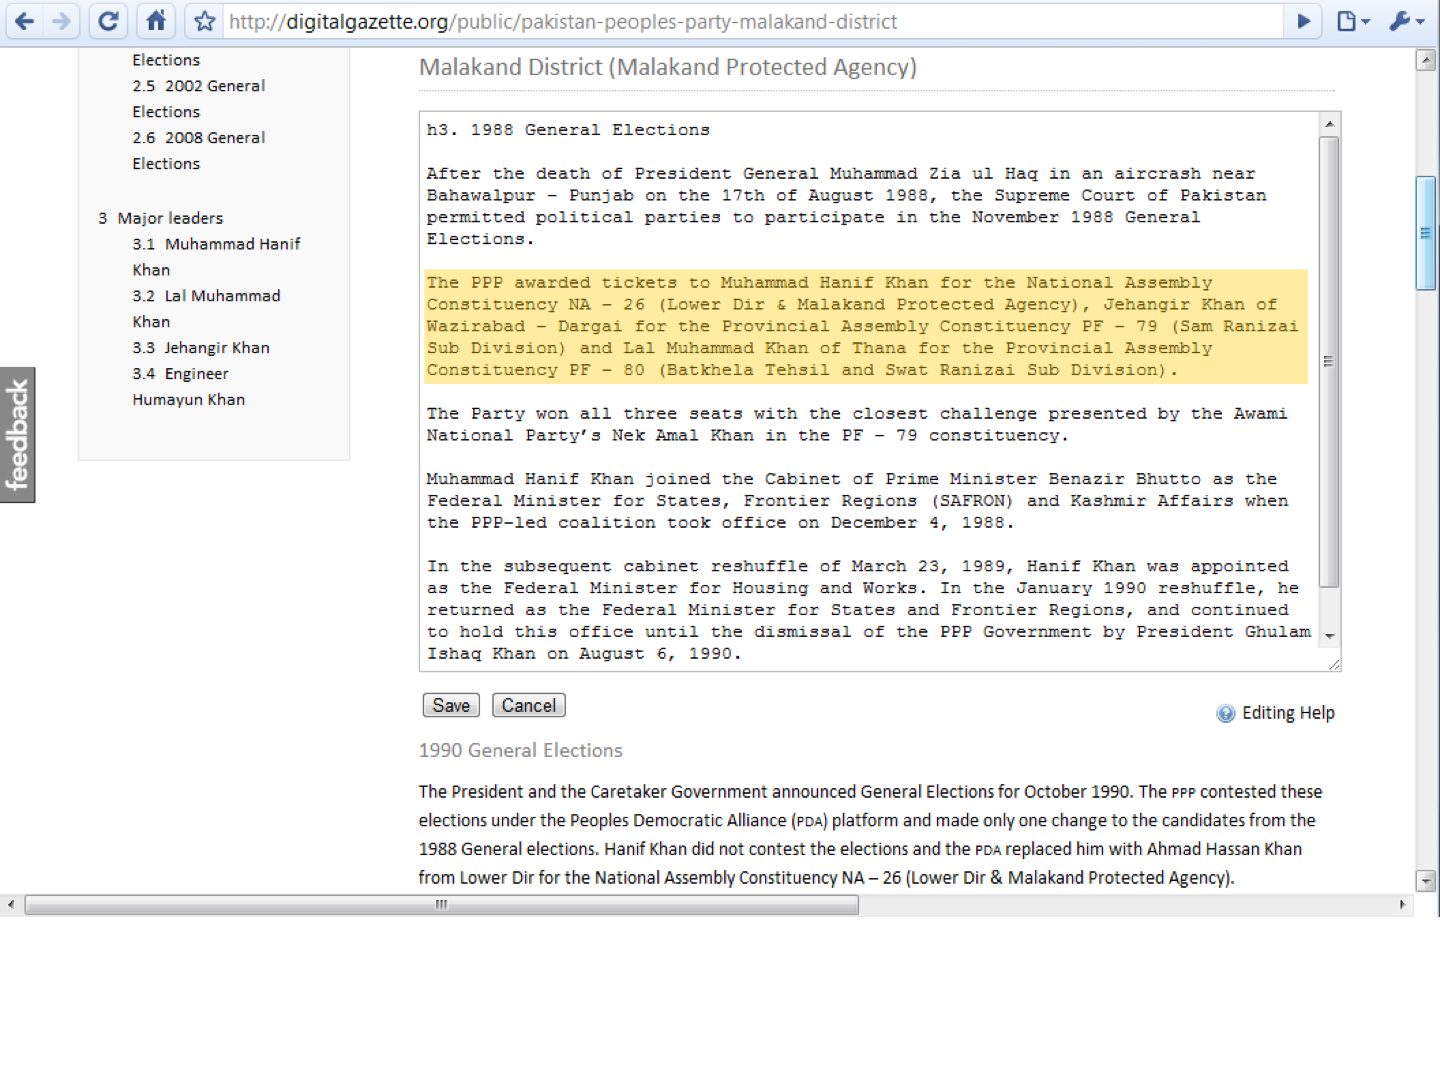 http://digitalgazette.org/public/pakistan-peoples-party-malakand-district
Elections
2.5 2002 General
Elections
2.6 2008 General
Elections
3 Major leaders
3.1 Muhammad Hanif
Khan
3.2 Lal Muhammad
Khan
3.3 Jehangir Khan
3.4 Engineer
Humayun Khan
feedback
Malakand District (Malakand Protected Agency)
h3. 1988 General Elections
After the death of President General Muhammad Zia ul Haq in an aircrash near
Bahawalpur – Punjab on the 17th of August 1988, the Supreme Court of Pakistan
permitted political parties to participate in the November 1988 General
Elections.
The PPP awarded tickets to Muhammad Hanif Khan for the National Assembly
Constituency NA – 26 (Lower Dir & Malakand Protected Agency), Jehangir Khan of
Wazirabad – Dargai for the Provincial Assembly Constituency PF – 79 (Sam Ranizai
Sub Division) and Lal Muhammad Khan of Thana for the Provincial Assembly
Constituency PF – 80 (Batkhela Tehsil and Swat Ranizai Sub Division).
The Party won all three seats with the closest challenge presented by the Awami
National Party’s Nek Amal Khan in the PF – 79 constituency.
Muhammad Hanif Khan joined the Cabinet of Prime Minister Benazir Bhutto as the
Federal Minister for States, Frontier Regions (SAFRON) and Kashmir Affairs when
the PPP-led coalition took office on December 4, 1988.
In the subsequent cabinet reshuffle of March 23, 1989, Hanif Khan was appointed
as the Federal Minister for Housing and Works. In the January 1990 reshuffle, he
returned as the Federal Minister for States and Frontier Regions, and continued
to hold this office until the dismissal of the PPP Government by President Ghulam
Ishaq Khan on August 6, 1990.
Save Cancel
Editing Help
1990 General Elections
The President and the Caretaker Government announced General Elections for October 1990. The PPP contested these
elections under the Peoples Democratic Alliance (PDA) platform and made only one change to the candidates from the
1988 General elections. Hanif Khan did not contest the elections and the PDA replaced him with Ahmad Hassan Khan
from Lower Dir for the National Assembly Constituency NA – 26 (Lower Dir & Malakand Protected Agency).